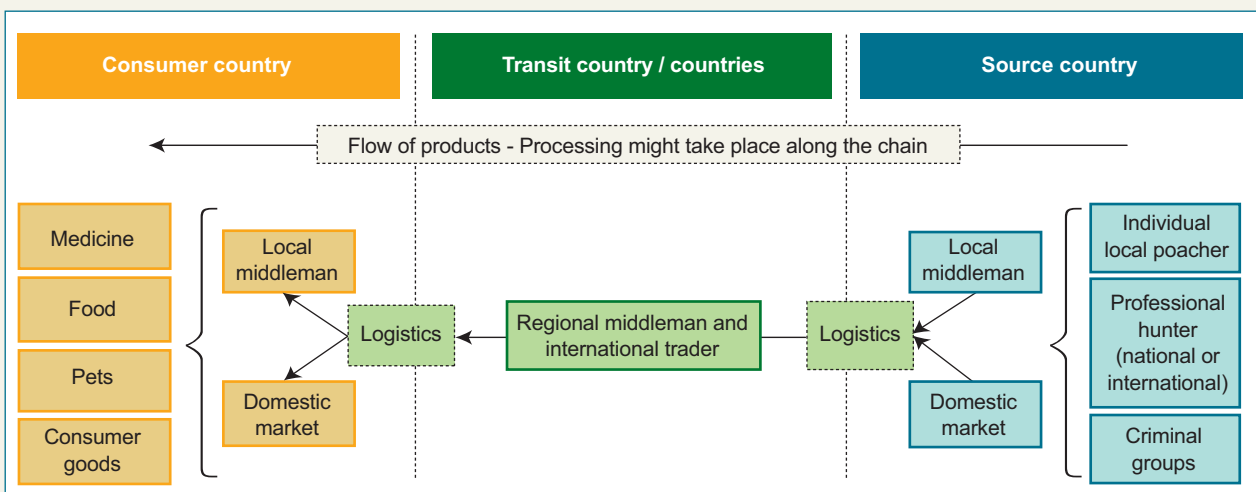 Consumer country
Transit country / countries
Source country
Flow of products - Processing might take place along the chain
Medicine
Food
Pets
Consumer
goods
Local
middleman
Domestic
market
Logistics
Regional middleman and
international trader
Logistics
Local
middleman
Domestic
market
Individual
local poacher
Professional
hunter
(national or
international)
Criminal
groups